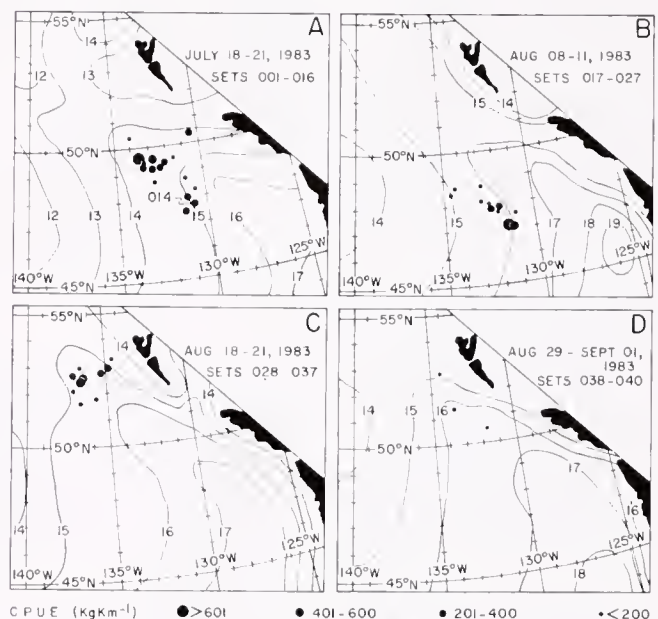 A
55°N
JULY 18-21, 1983
SETS 001-016
14
12
13
50°N
014
14
12
13
14
15
16
17
140°W
135°W
130°W
125°W
45°N
B
55°N
AUG 08-11, 1983
SETS 017-027
15
14
50°N
14
15
16
17
18
19
140°W
135°W
130°W
125°W
45°N
C
55°N
AUG 18-21, 1983
SETS 028 037
14
14
50°N
14
15
16
17
140°W
135°W
130°W
125°W
45°N
D
55°N
AUG 29 - SEPT 01,
1983
SETS 038-040
14
15
16
50°N
17
16
18
140°W
135°W
130°W
125°W
45°N
CPUE (KgKm⁻¹) >601 401-600 201-400 <200